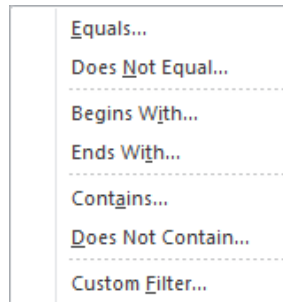 Equals...
Does Not Equal...
Begins With...
Ends With...
Contains...
Does Not Contain...
Custom Filter...